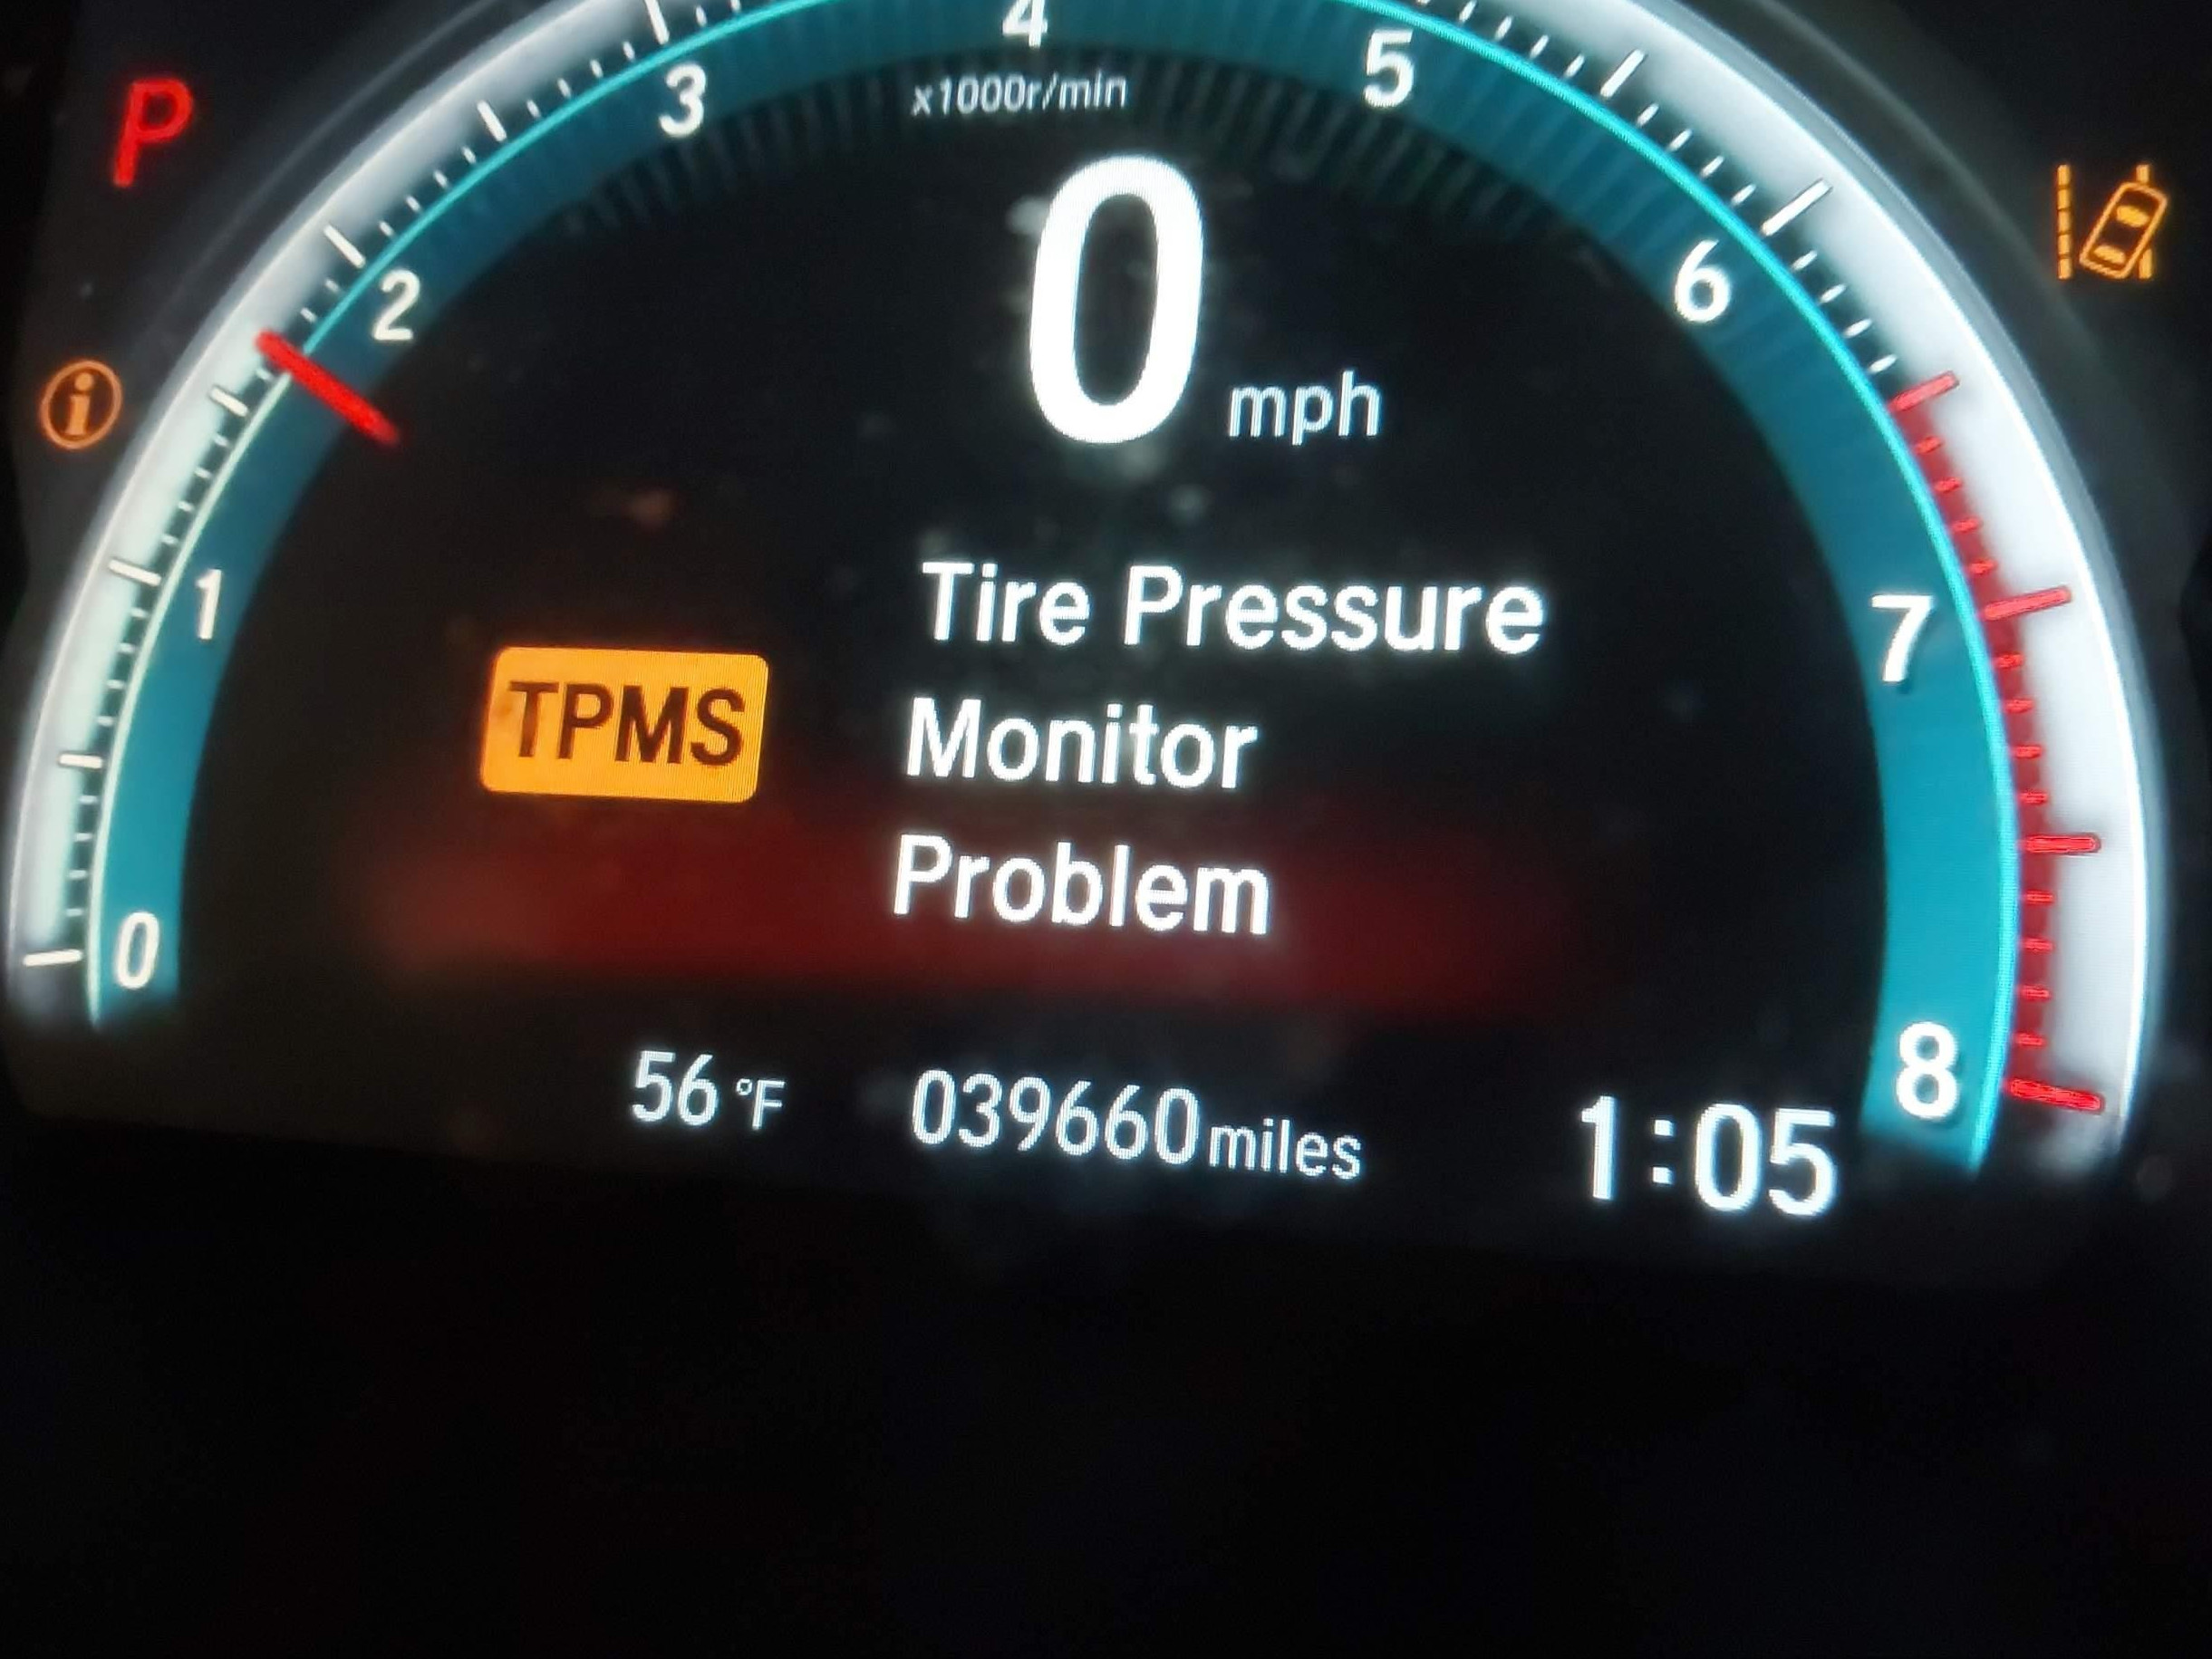 4
3
5
x1000r/min
P
0
mph
2
6
i
1
7
Tire Pressure
TPMS
Monitor
Problem
0
8
56 °F
039660 miles
1:05